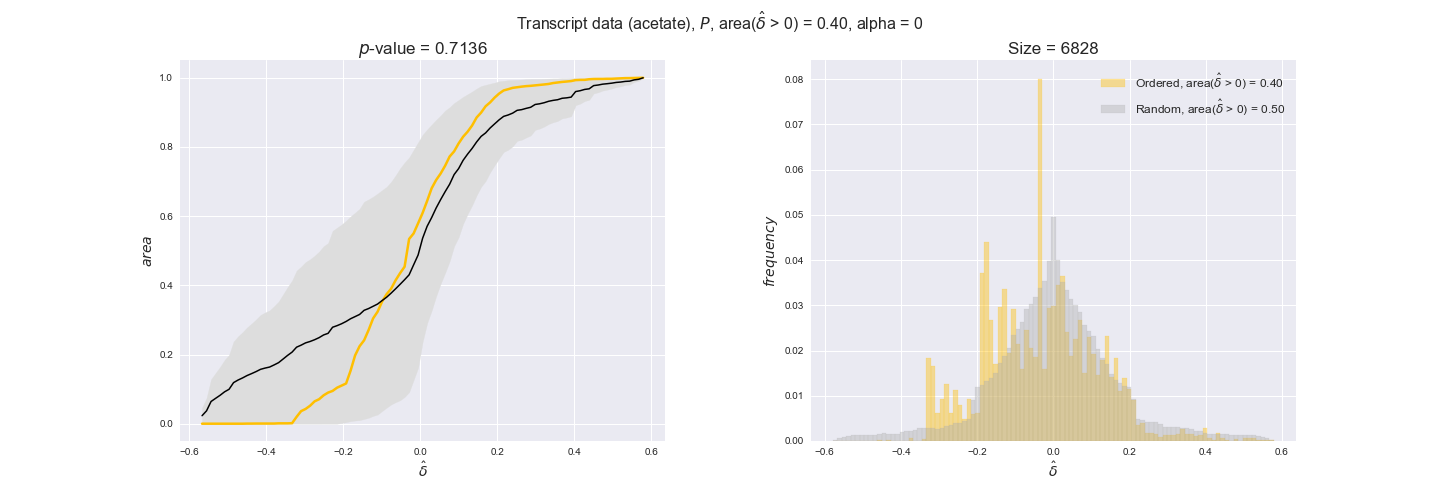 Transcript data (acetate), P, area(δ̂ > 0) = 0.40, alpha = 0
p-value = 0.7136
1.0
0.8
0.6
0.4
0.2
0.0
area
−0.6 −0.4 −0.2 0.0 0.2 0.4 0.6
δ̂
Size = 6828
Ordered, area(δ̂ > 0) = 0.40
Random, area(δ̂ > 0) = 0.50
0.08
0.07
0.06
0.05
0.04
0.03
0.02
0.01
0.00
frequency
−0.6 −0.4 −0.2 0.0 0.2 0.4 0.6
δ̂